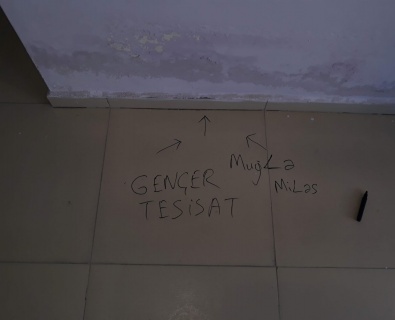 GENÇER
TESİSAT
Muğla
Milas